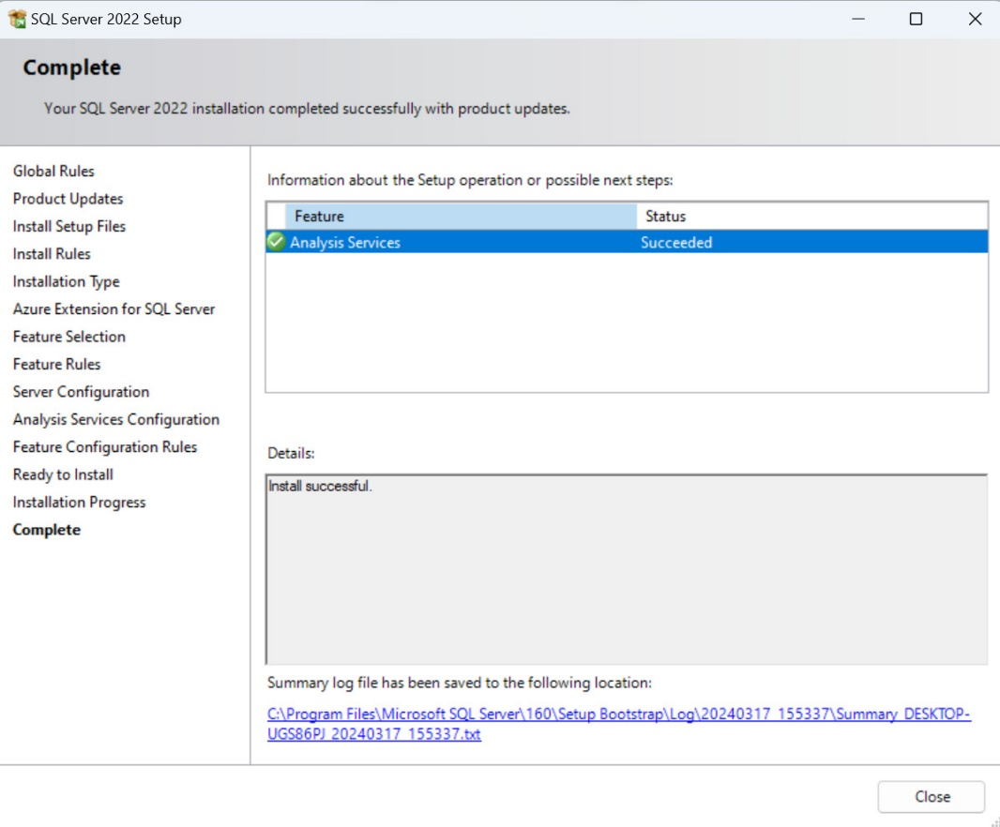 SQL Server 2022 Setup
Complete
Your SQL Server 2022 installation completed successfully with product updates.
Global Rules
Product Updates
Install Setup Files
Install Rules
Installation Type
Azure Extension for SQL Server
Feature Selection
Feature Rules
Server Configuration
Analysis Services Configuration
Feature Configuration Rules
Ready to Install
Installation Progress
Complete
Information about the Setup operation or possible next steps:
Feature Status
Analysis Services Succeeded
Details:
Install successful.
Summary log file has been saved to the following location:
C:\Program Files\Microsoft SQL Server\160\Setup Bootstrap\Log\20240317_155337\Summary_DESKTOP-
UGS86PJ_20240317_155337.txt
Close